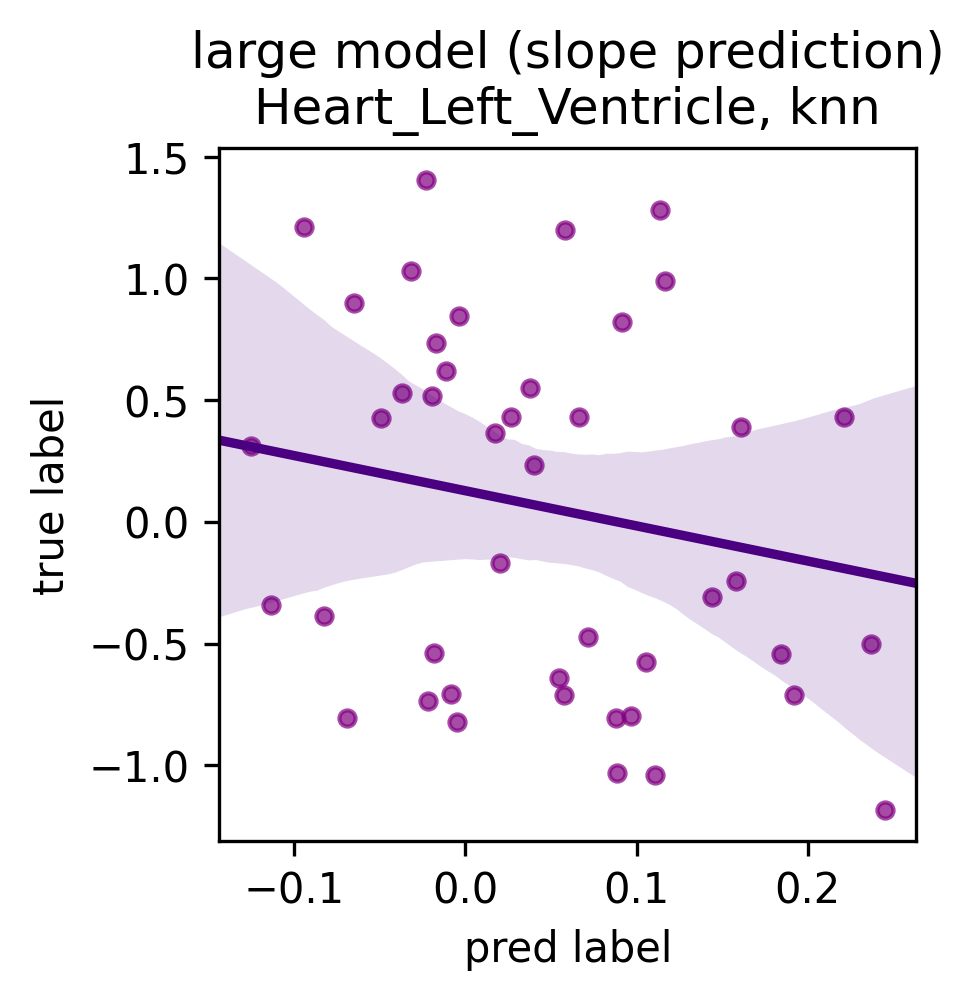 large model (slope prediction)
Heart_Left_Ventricle, knn
1.5
1.0
0.5
0.0
−0.5
−1.0
true label
−0.1
0.0
0.1
0.2
pred label